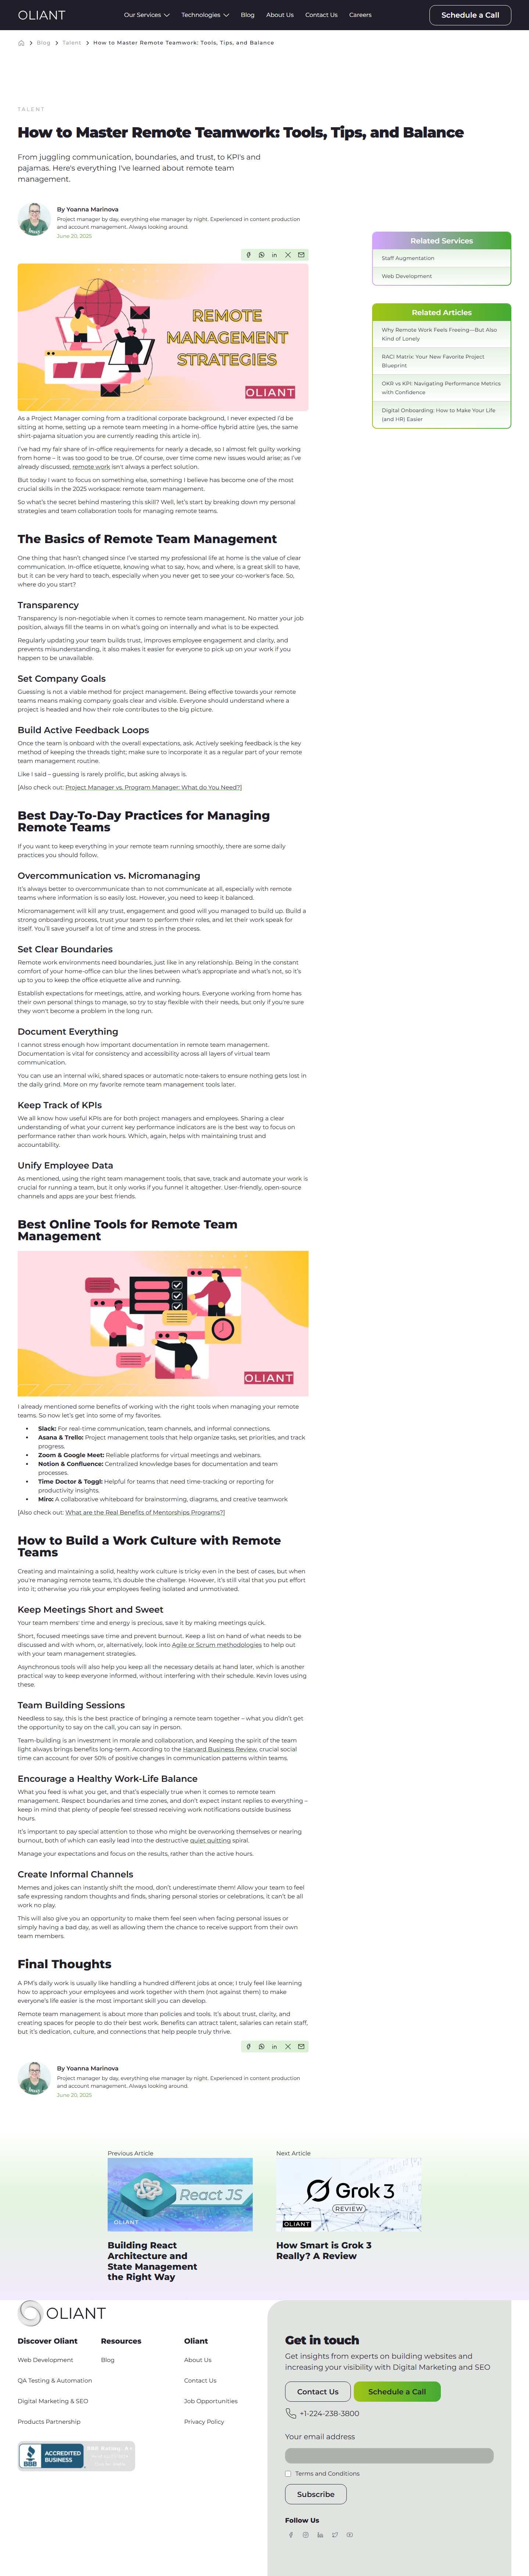 OLIANT
Our Services
Technologies
Blog
About Us
Contact Us
Careers
Schedule a Call
Blog
Talent
How to Master Remote Teamwork: Tools, Tips, and Balance
TALENT
How to Master Remote Teamwork: Tools, Tips, and Balance
From juggling communication, boundaries, and trust, to KPI's and
pajamas. Here's everything I've learned about remote team
management.
By Yoanna Marinova
Project manager by day, everything else manager by night. Experienced in content production
and account management. Always looking around.
June 20, 2025
REMOTE
MANAGEMENT
STRATEGIES
OLIANT
Related Services
Staff Augmentation
Web Development
Related Articles
Why Remote Work Feels Freeing—But Also
Kind of Lonely
RACI Matrix: Your New Favorite Project
Blueprint
OKR vs KPI: Navigating Performance Metrics
with Confidence
Digital Onboarding: How to Make Your Life
(and HR) Easier
As a Project Manager coming from a traditional corporate background, I never expected I'd be
sitting at home, writing this after a meeting in a home-office hybrid attire (yes, the same
shirt-pajama situation you are currently reading this article in).
I've had my fair share of in-office requirements for nearly a decade, so I almost felt guilty working
from home – it was too good to be true. Of course, over time come new issues would arise; as I've
already discussed, remote work isn't always a perfect solution.
But today I want to focus on something else, something I believe has become one of the most
crucial skills in the 2025 workspace: remote team management.
So what's the secret behind mastering this skill? Well, let's start by breaking down my personal
strategies and collaboration tools for managing remote teams.
The Basics of Remote Team Management
One thing that hasn't changed since I've started my professional life at home is the value of clear
communication. In-office etiquette, knowing what to say, how, and where, is a great skill to have,
but it can be very hard to teach, especially when you never get to see your co-worker's face. So,
where do you start?
Transparency
Transparency is non-negotiable when it comes to remote team management. No matter your job
position, always fill the teams in on what's going on internally and what is to be expected.
Regularly updating your team builds trust, improves employee engagement and clarity, and
prevents misunderstanding, it also makes it easier for everyone to pick up on your work if you
happen to be unavailable.
Set Company Goals
Guessing is not a viable method for project management. Being effective towards your remote
teams means making company goals clear and visible. Everyone should understand where a
project is headed and how their role contributes to the big picture.
Build Active Feedback Loops
Once the team is onboard with the overall expectations, ask. Actively seeking feedback is the key
method of keeping the threads tight; make sure to incorporate it as a regular part of your remote
team management routine.
Like I said – guessing is rarely prolific, but asking always is.
[Also check out: Project Manager vs. Program Manager: What do You Need?]
Best Day-To-Day Practices for Managing
Remote Teams
If you want to keep everything in your remote team running smoothly, there are some daily
practices you should follow.
Overcommunication vs. Micromanaging
It's always better to overcommunicate than to not communicate at all, especially with remote
teams where information is so easily lost. However, you need to keep it balanced.
Micromanagement will kill any trust, engagement and good will you managed to build up. Build a
strong onboarding process, trust your team to perform their roles, and let their work speak for
itself. You'll save yourself a lot of time and stress in the process.
Set Clear Boundaries
Remote work environments need boundaries, just like in any relationship. Being in the constant
comfort of your home-office can blur the lines between what's appropriate and what's not, so it's
up to you to keep the office etiquette alive and running.
Establish expectations for meetings, attire, and working hours. Everyone working from home has
their own personal things to manage, so try to stay flexible with their needs, but only if you're sure
they won't become a problem in the long run.
Document Everything
I cannot stress enough how important documentation in remote team management.
Documentation is vital for consistency and accessibility across all layers of virtual team
communication.
You can use an internal wiki, shared spaces or automatic note-takers to ensure nothing gets lost in
the daily grind. More on my favorite remote team management tools later.
Keep Track of KPIs
We all know how useful KPIs are for both project managers and employees. Sharing a clear
understanding of what your current key performance indicators are is the best way to focus on
performance rather than work hours. Which, again, helps with maintaining trust and
accountability.
Unify Employee Data
As mentioned, using the right team management tools, that save, track and automate your work is
crucial for running a team, but it only works if you funnel it altogether. User-friendly, open-source
channels and apps are your best friends.
Best Online Tools for Remote Team
Management
OLIANT
I already mentioned some benefits of working with the right tools when managing your remote
teams. So now let's get into some of my favorites.
• Slack: For real-time communication, team channels, and informal connections.
• Asana & Trello: Project management tools that help organize tasks, set priorities, and track
progress.
• Zoom & Google Meet: Reliable platforms for virtual meetings and webinars.
• Notion & Confluence: Centralized knowledge bases for documentation and team
processes.
• Time Doctor & Toggl: Helpful for teams that need time-tracking or reporting for
productivity insights.
• Miro: A collaborative whiteboard for brainstorming, diagrams, and creative teamwork
[Also check out: What are the Real Benefits of Mentorships Programs?]
How to Build a Work Culture with Remote
Teams
Creating and maintaining a solid, healthy work culture is tricky even in the best of cases, but when
you're managing remote teams, it's double the challenge. However, it's still vital that you put effort
into it; otherwise you risk your employees feeling isolated and unmotivated.
Keep Meetings Short and Sweet
Your team members' time and energy is precious, save it by making meetings quick.
Short, focused meetings save time and prevent burnout. Keep a list on hand of what needs to be
discussed and with whom, or, alternatively, look into Agile or Scrum methodologies to help out
with your team management strategies.
Asynchronous tools will also help you keep all the necessary details at hand later, which is another
practical way to keep everyone informed, without interfering with their schedule. Kevin loves using
these.
Team Building Sessions
Needless to say, this is the best practice of bringing a remote team together – what you didn't get
the opportunity to say on the call, you can say in person.
Team-building is an investment in morale and collaboration, and Keeping the spirit of the team
light always brings benefits long-term. According to the Harvard Business Review, crucial social
time can account for over 50% of positive changes in communication patterns within teams.
Encourage a Healthy Work-Life Balance
What you feed is what you get, and that's especially true when it comes to remote team
management. Respect boundaries and time zones, and don't expect instant replies to everything –
keep in mind that plenty of people feel stressed receiving work notifications outside business
hours.
It's important to pay special attention to those who might be overworking themselves or nearing
burnout, both of which can easily lead into the destructive quiet quitting spiral.
Manage your expectations and focus on the results, rather than the active hours.
Create Informal Channels
Memes and jokes can instantly shift the mood, don't underestimate them! Allow your team to feel
safe expressing random thoughts and finds, sharing personal stories or celebrations, it can't be all
work no play.
This will also give you an opportunity to make them feel seen when facing personal issues or
simply having a bad day, as well as allowing them the chance to receive support from their own
team members.
Final Thoughts
A PM's daily work is usually like handling a hundred different jobs at once; I truly feel like learning
how to approach your employees and work together with them (not against them) to make
everyone's life easier is the most important skill you can develop.
Remote team management is about more than policies and tools. It's about trust, clarity, and
creating spaces for people to do their best work. Benefits can attract talent, salaries can retain staff,
but it's dedication, culture, and connections that help people truly thrive.
By Yoanna Marinova
Project manager by day, everything else manager by night. Experienced in content production
and account management. Always looking around.
June 20, 2025
Previous Article
React JS
OLIANT
Building React
Architecture and
State Management
the Right Way
Next Article
Grok 3
REVIEW
OLIANT
How Smart is Grok 3
Really? A Review
OLIANT
Discover Oliant
Web Development
QA Testing & Automation
Digital Marketing & SEO
Products Partnership
Resources
Blog
Oliant
About Us
Contact Us
Job Opportunities
Privacy Policy
BBB
ACCREDITED
BUSINESS
BBB Rating: A+
Get in touch
Get insights from experts on building websites and
increasing your visibility with Digital Marketing and SEO
Contact Us
Schedule a Call
+1-224-238-3800
Your email address
Terms and Conditions
Subscribe
Follow Us